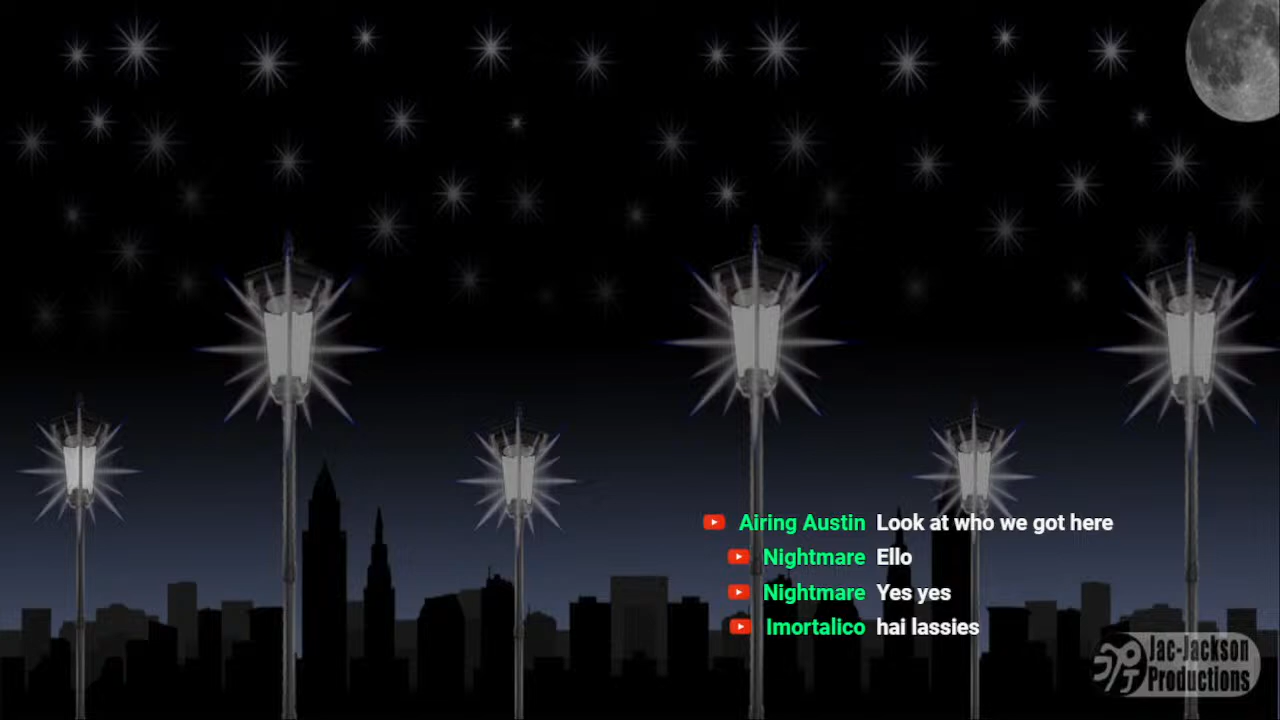 Airing Austin Look at who we got here
Nightmare Ello
Nightmare Yes yes
Imortalico hai lassies
Jac-Jackson
Productions